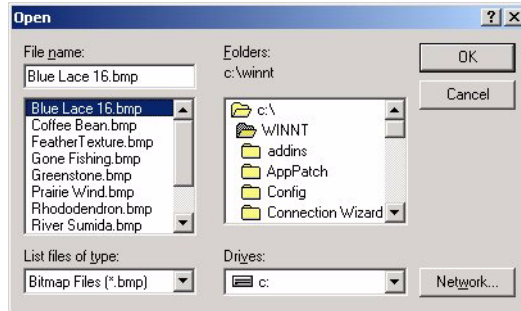 Open
File name:
Blue Lace 16.bmp
Blue Lace 16.bmp
Coffee Bean.bmp
FeatherTexture.bmp
Gone Fishing.bmp
Greenstone.bmp
Prairie Wind.bmp
Rhododendron.bmp
River Sumida.bmp
List files of type:
Bitmap Files (*.bmp)
Folders:
c:\winnt
c:\
WINNT
addins
AppPatch
Config
Connection Wizard
Drives:
c:
OK
Cancel
Network...